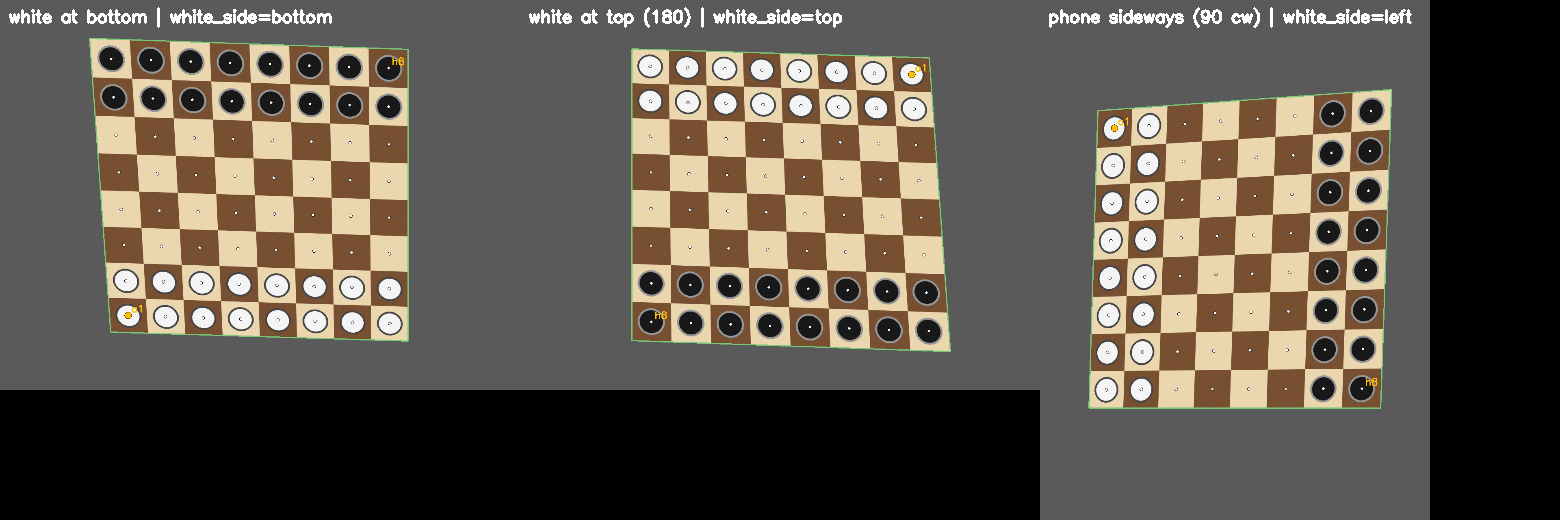 white at bottom | white_side=bottom
h8
a1
white at top (180) | white_side=top
a1
h8
phone sideways (90 cw) | white_side=left
a1
h8